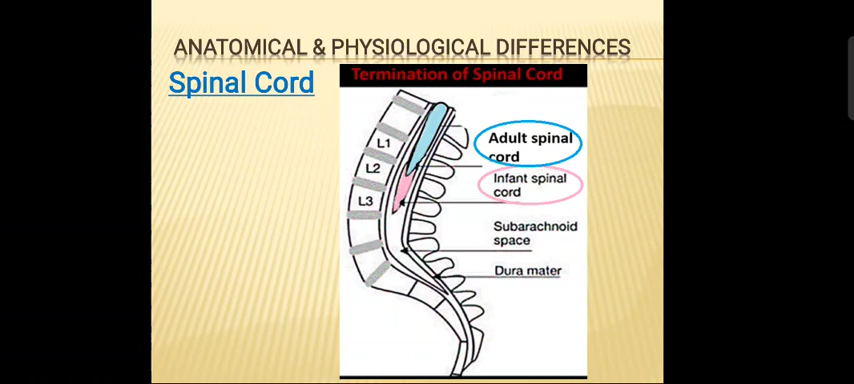 ANATOMICAL & PHYSIOLOGICAL DIFFERENCES
Spinal Cord
Termination of Spinal Cord
L1
L2
L3
Adult spinal
cord
Infant spinal
cord
Subarachnoid
space
Dura mater